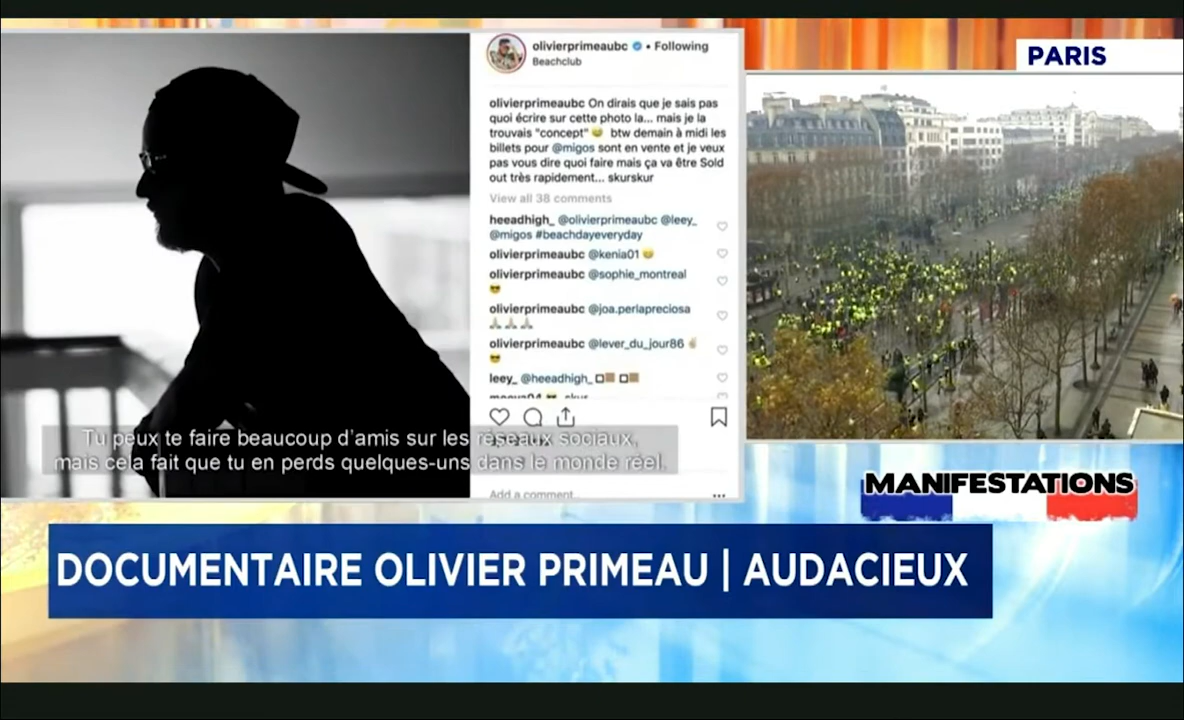 olivierprimeaubc • Following
Beachclub
PARIS
olivierprimeaubc On dirais que je sais pas
quoi écrire sur cette photo la... mais je la
trouvais "concept" 😄 btw demain à midi les
billets pour @migos sont en vente et je veux
pas vous dire quoi faire mais ça va être Sold
out très rapidement... skurskur
View all 38 comments
heeadhigh_ @olivierprimeaubc @leey_
@migos #beachdayeveryday
olivierprimeaubc @kenia01 😄
olivierprimeaubc @sophie_montreal
😎
olivierprimeaubc @joa.perlapreciosa
🙏🏼🙏🏼🙏🏼
olivierprimeaubc @lever_du_jour86 ✌🏼
😎
leey_ @heeadhigh_
Tu peux te faire beaucoup d'amis sur les réseaux sociaux,
mais cela fait que tu en perds quelques-uns dans le monde réel.
Add a comment...
MANIFESTATIONS
DOCUMENTAIRE OLIVIER PRIMEAU | AUDACIEUX